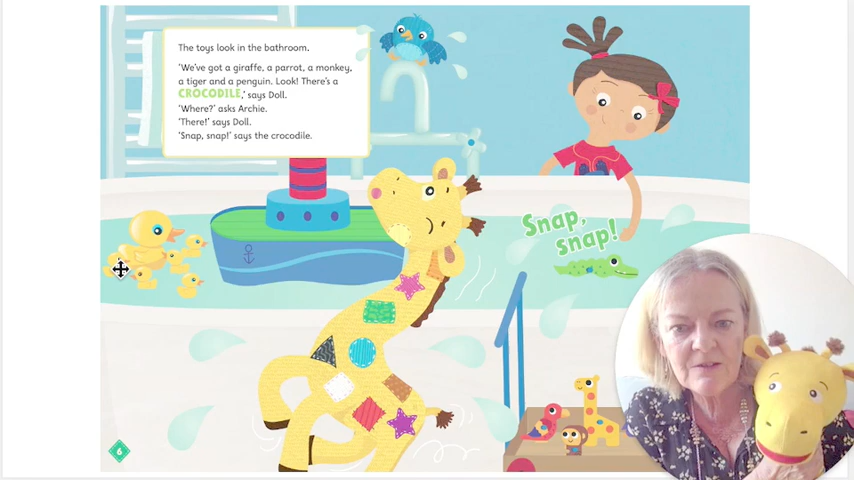 The toys look in the bathroom.
‘We’ve got a giraffe, a parrot, a monkey,
a tiger and a penguin. Look! There’s a
CROCODILE,’ says Doll.
‘Where?’ asks Archie.
‘There!’ says Doll.
‘Snap, snap!’ says the crocodile.
Snap,
snap!
6